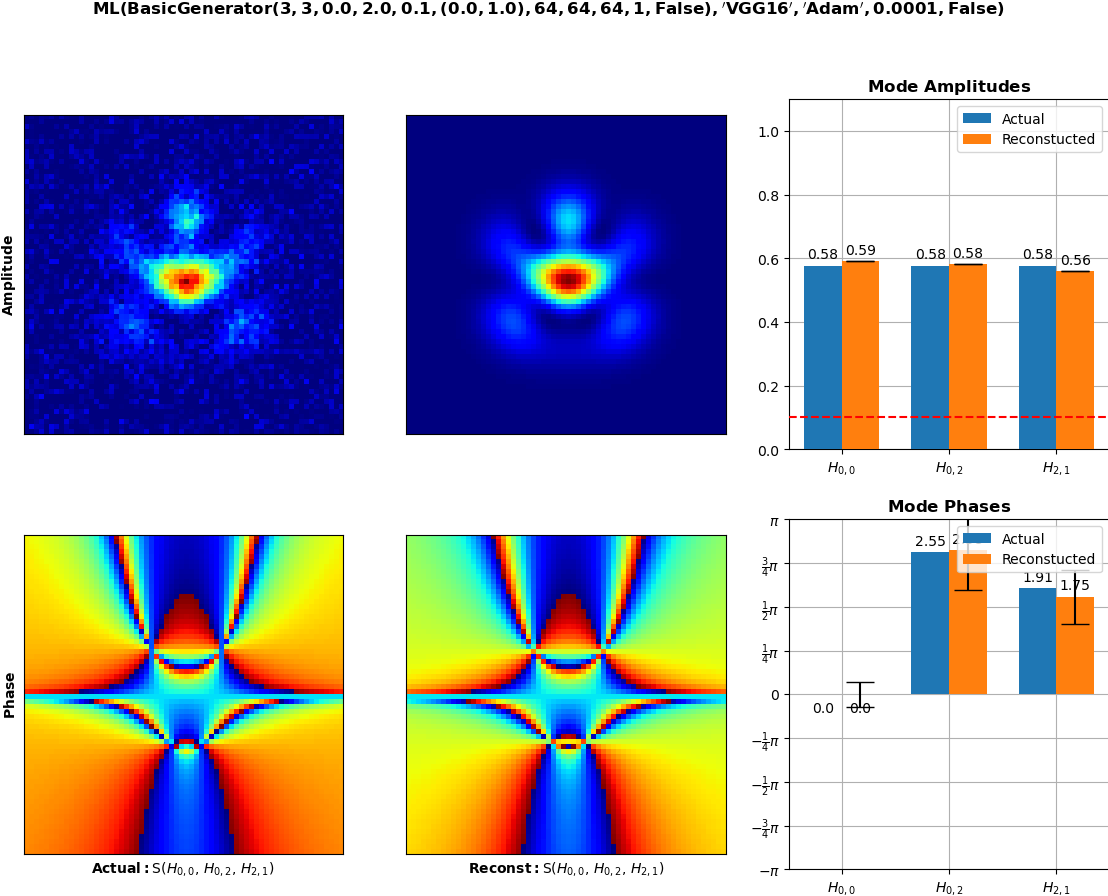 ML(BasicGenerator(3, 3, 0.0, 2.0, 0.1, (0.0, 1.0), 64, 64, 64, 1, False), ′VGG16′, ′Adam′, 0.0001, False)
Amplitude
Mode Amplitudes
Actual
Reconstucted
1.0
0.8
0.6
0.4
0.2
0.0
0.58
0.59
0.58
0.58
0.58
0.56
H0,0
H0,2
H2,1
Phase
Actual: S(H0,0, H0,2, H2,1)
Reconst: S(H0,0, H0,2, H2,1)
Mode Phases
Actual
Reconstucted
π
3/4π
1/2π
1/4π
0
−1/4π
−1/2π
−3/4π
−π
0.0
0.0
2.55
1.91
1.75
H0,0
H0,2
H2,1